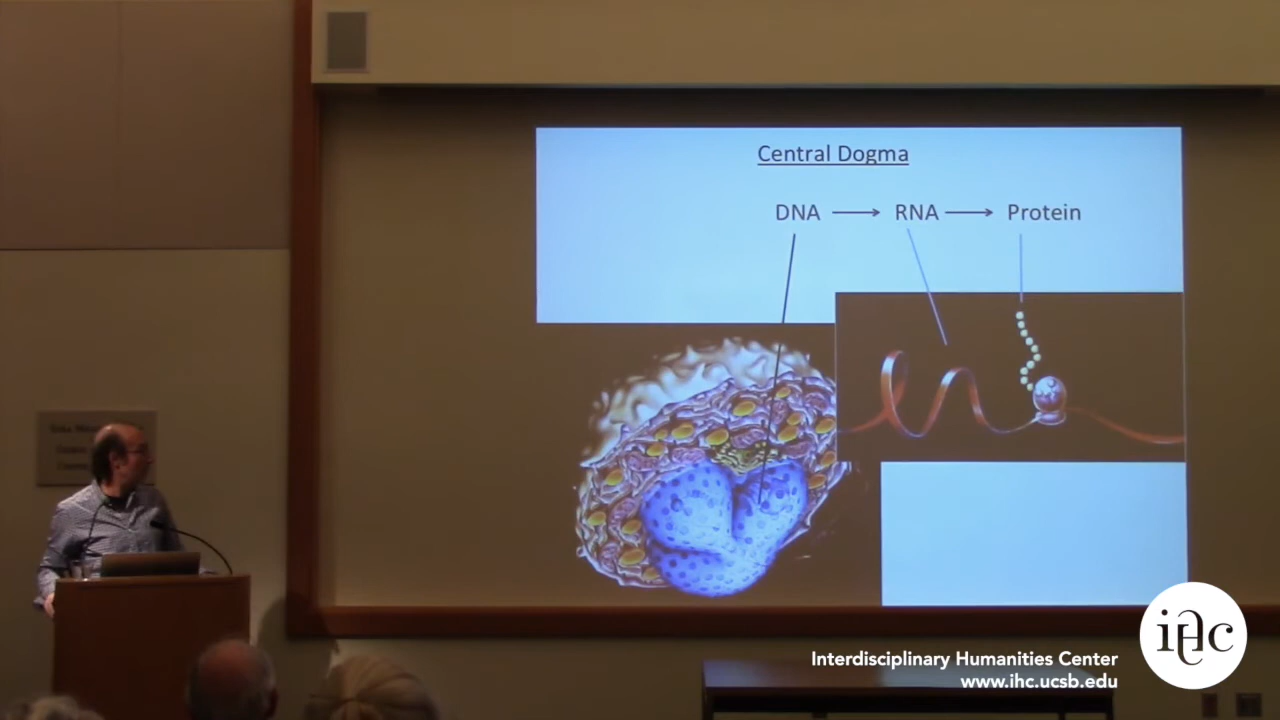 Central Dogma
DNA → RNA → Protein
ihc
Interdisciplinary Humanities Center
www.ihc.ucsb.edu